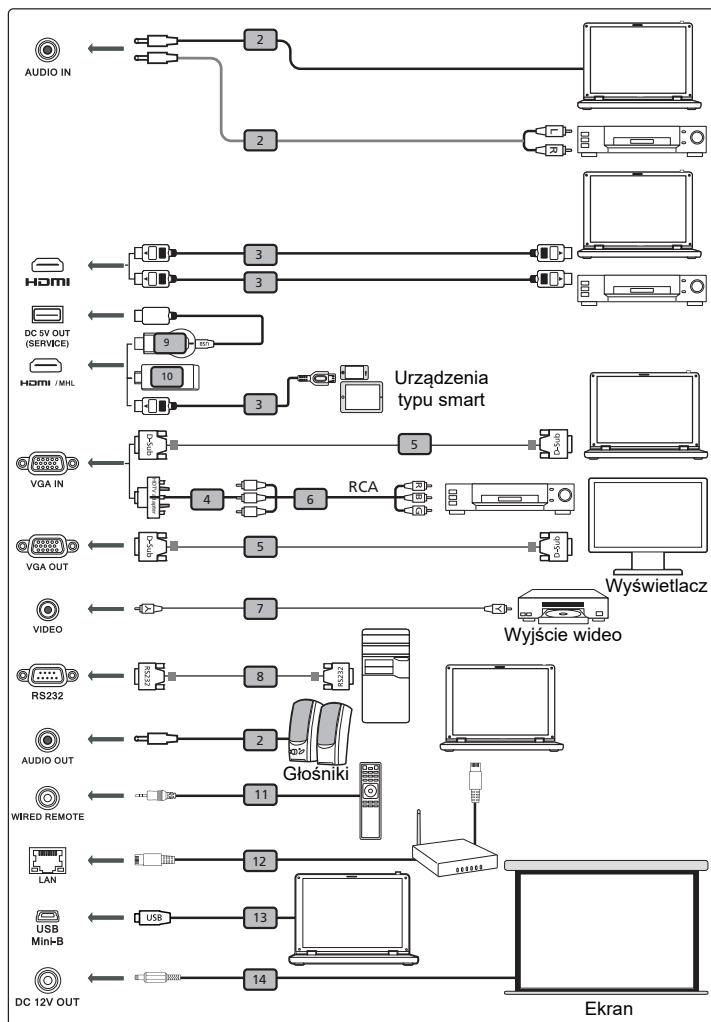 2
AUDIO IN
2
L
R
3
HDMI
3
DC 5V OUT
(SERVICE)
9
USB
HDMI / MHL
10
3
Urządzenia
typu smart
D-Sub
5
D-Sub
VGA IN
HDTV adapter
4
6
RCA
R
B
G
D-Sub
5
D-Sub
VGA OUT
Wyświetlacz
7
VIDEO
Wyjście wideo
RS232
8
RS232
RS232
2
AUDIO OUT
Głośniki
11
WIRED REMOTE
12
LAN
USB
13
USB
Mini-B
14
DC 12V OUT
Ekran